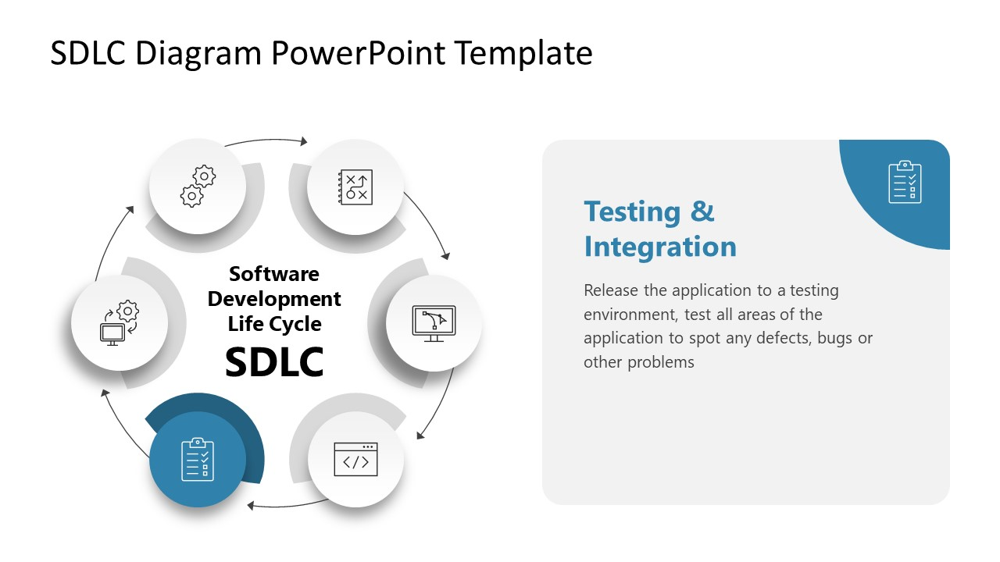 SDLC Diagram PowerPoint Template
Software
Development
Life Cycle
SDLC
Testing &
Integration
Release the application to a testing
environment, test all areas of the
application to spot any defects, bugs or
other problems